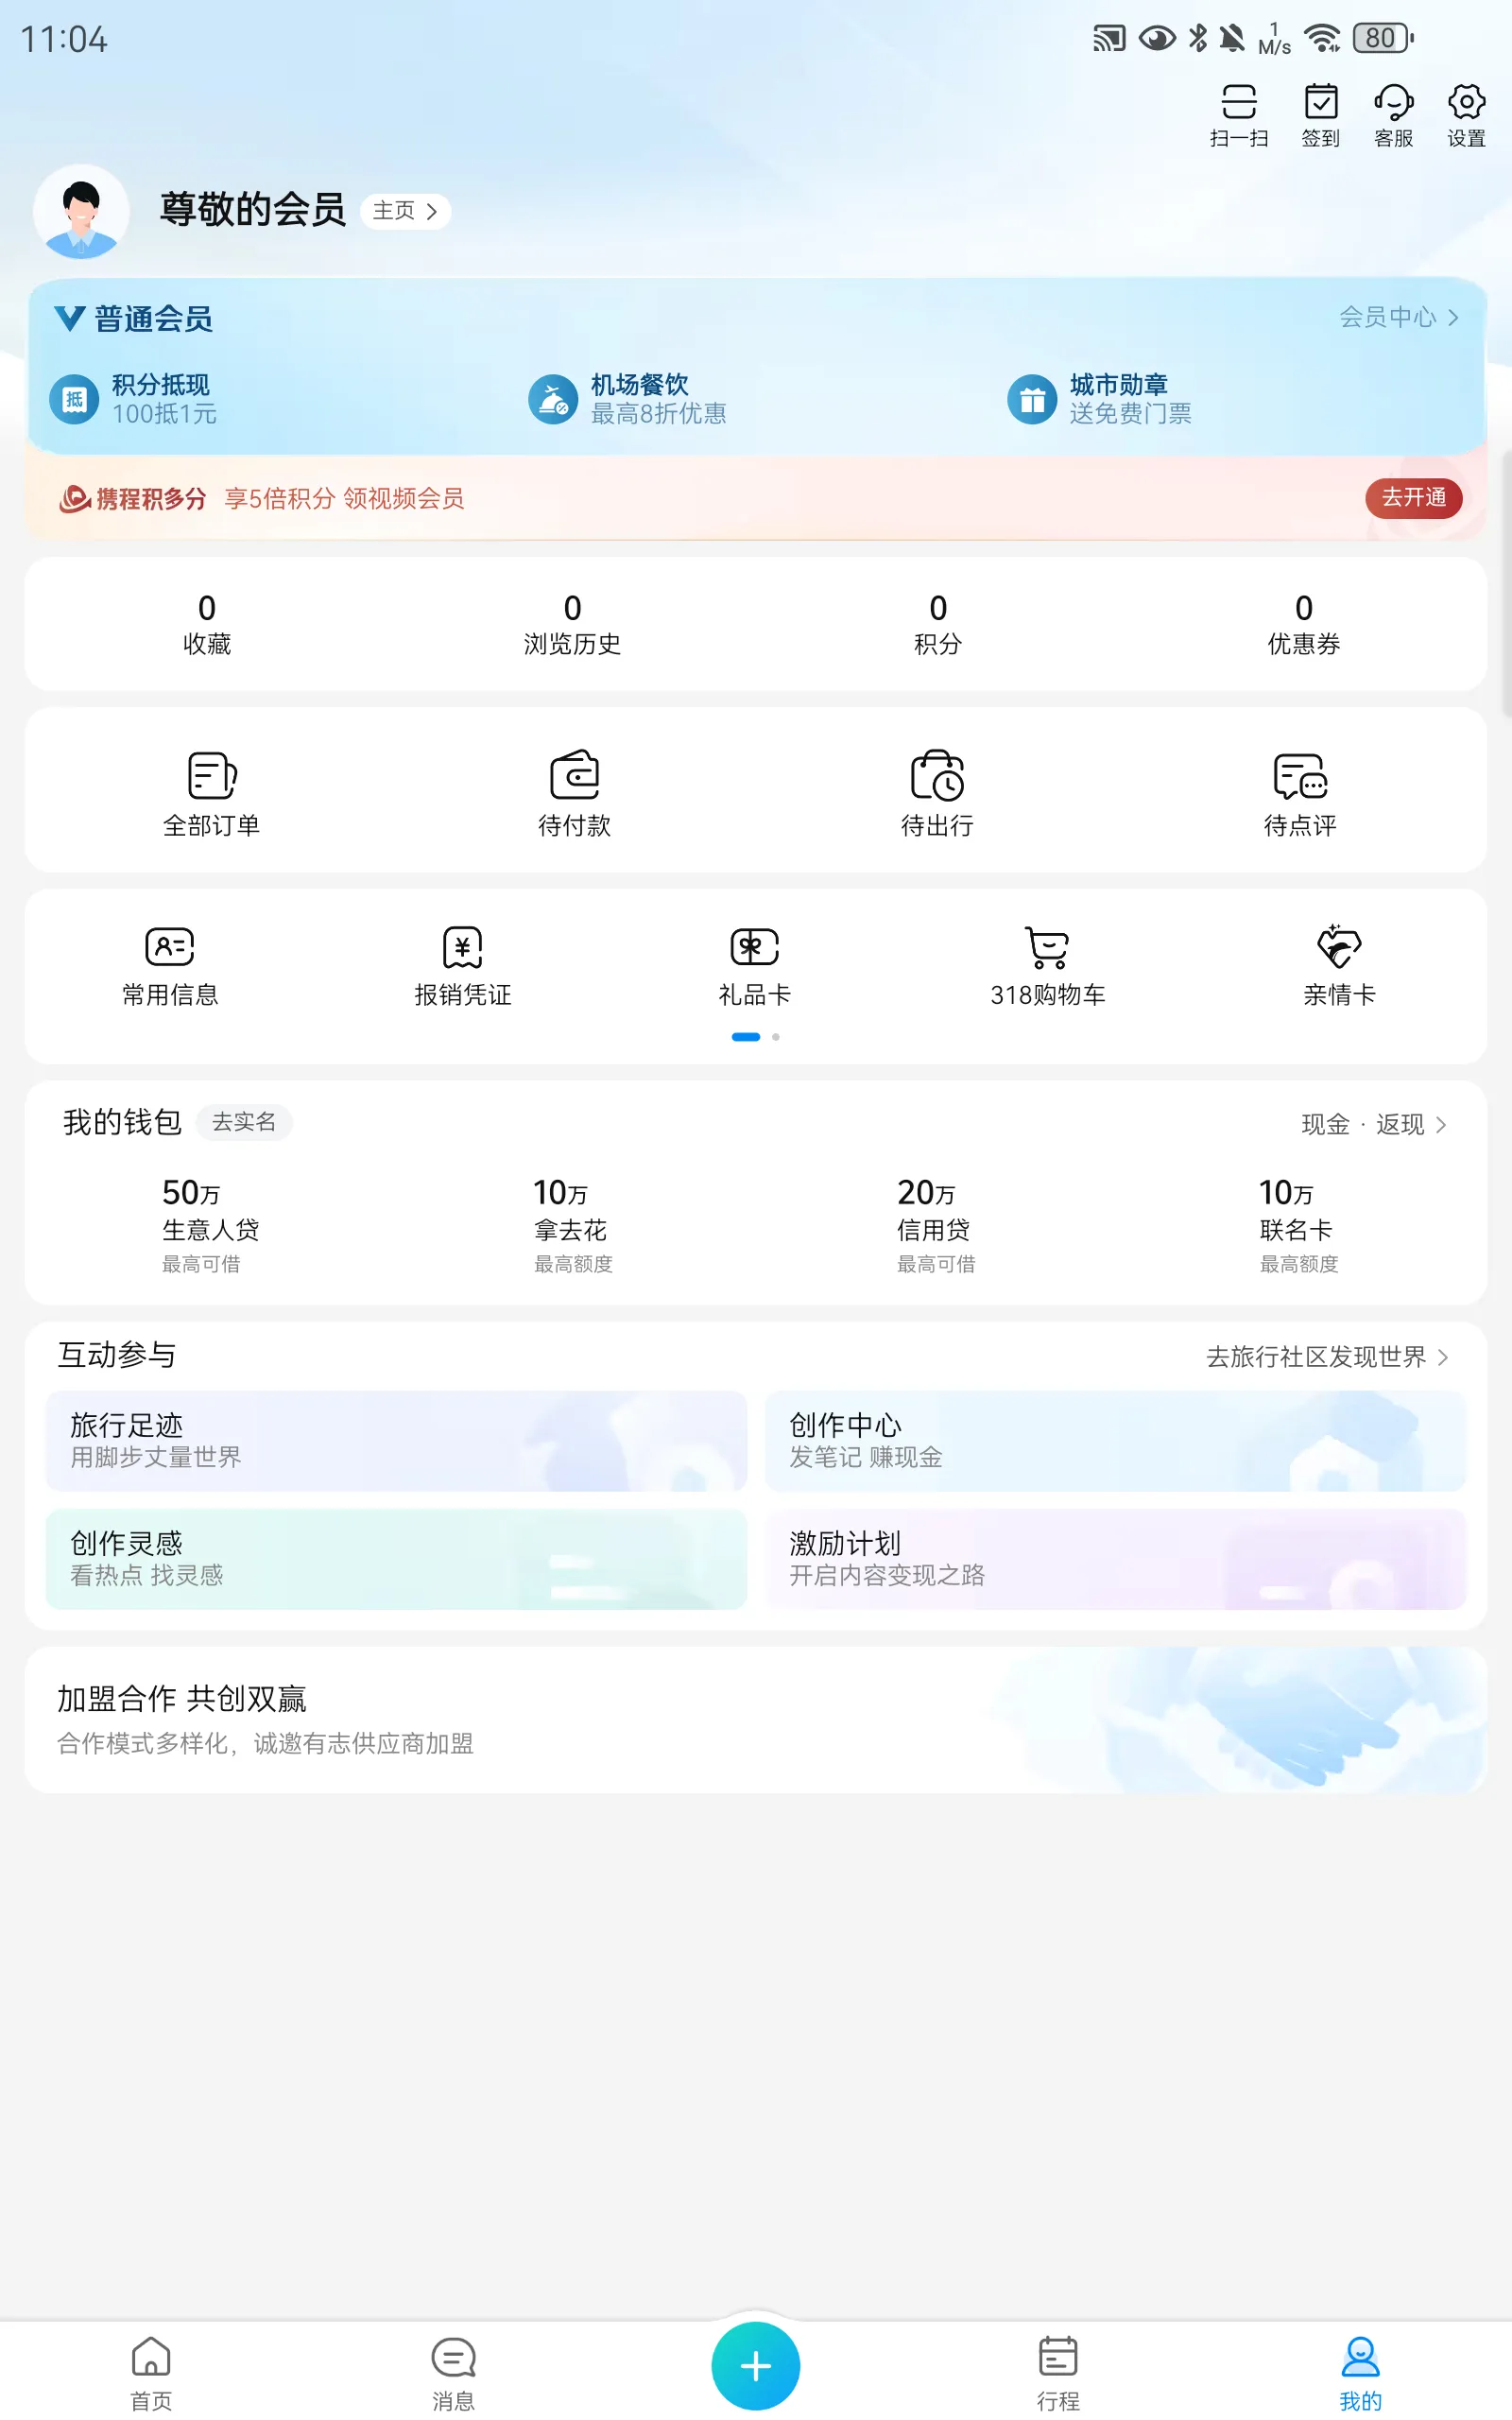 11:04
1 M/s
80
扫一扫 签到 客服 设置
尊敬的会员 主页
普通会员 会员中心
抵 积分抵现 机场餐饮 城市勋章
100抵1元 最高8折优惠 送免费门票
携程积多分 享5倍积分 领视频会员 去开通
0 0 0 0
收藏 浏览历史 积分 优惠券
全部订单 待付款 待出行 待点评
常用信息 报销凭证 礼品卡 318购物车 亲情卡
我的钱包 去实名 现金 · 返现
50万 10万 20万 10万
生意人贷 拿去花 信用贷 联名卡
最高可借 最高额度 最高可借 最高额度
互动参与 去旅行社区发现世界
旅行足迹 创作中心
用脚步丈量世界 发笔记 赚现金
创作灵感 激励计划
看热点 找灵感 开启内容变现之路
加盟合作 共创双赢
合作模式多样化，诚邀有志供应商加盟
首页 消息 行程 我的